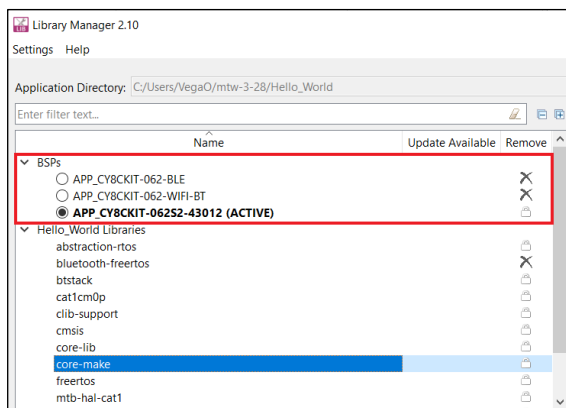 Library Manager 2.10
Settings Help
Application Directory: C:/Users/VegaO/mtw-3-28/Hello_World
Enter filter text...
Name Update Available Remove
BSPs
APP_CY8CKIT-062-BLE
APP_CY8CKIT-062-WIFI-BT
APP_CY8CKIT-062S2-43012 (ACTIVE)
Hello_World Libraries
abstraction-rtos
bluetooth-freertos
btstack
cat1cm0p
clib-support
cmsis
core-lib
core-make
freertos
mtb-hal-cat1